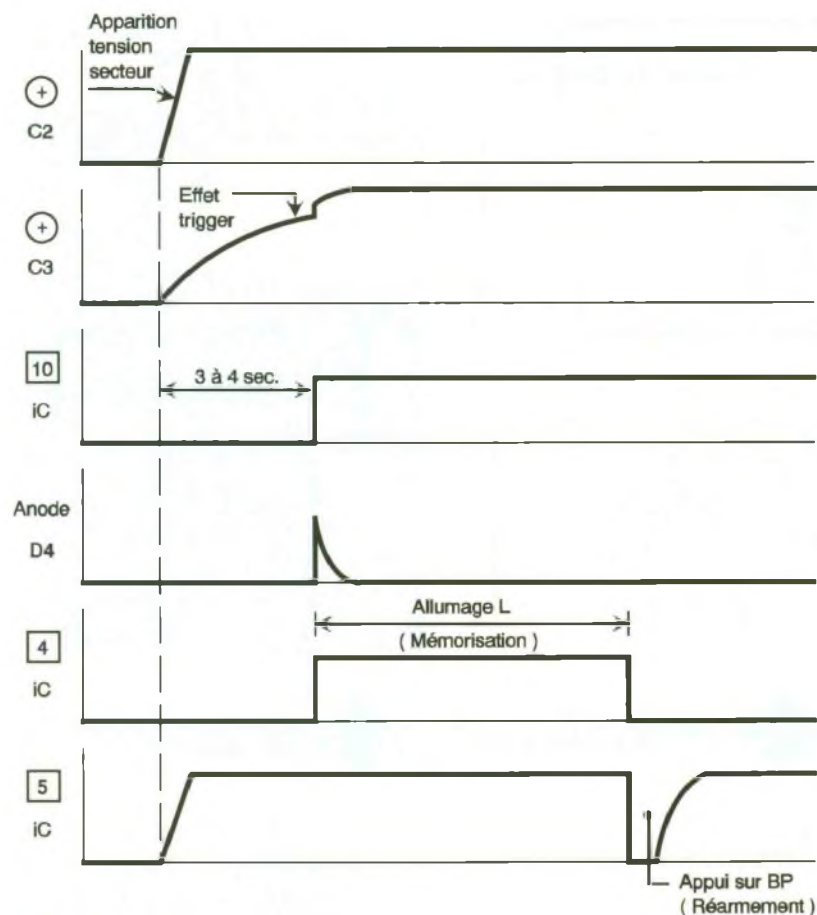 Apparition
tension
secteur
+
C2
Effet
trigger
+
C3
10
iC
3 à 4 sec.
Anode
D4
Allumage L
( Mémorisation )
4
iC
5
iC
Appui sur BP
( Réarmement )